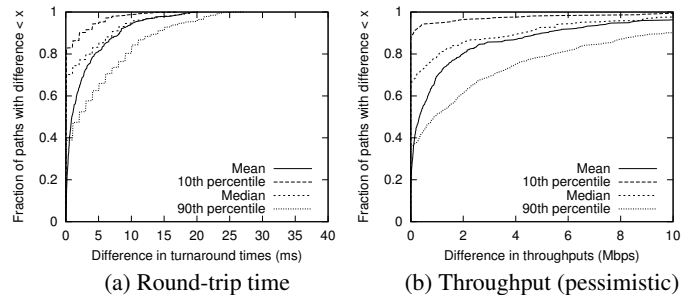 Fraction of paths with difference < x
1
0.8
0.6
0.4
0.2
0
Mean
10th percentile
Median
90th percentile
0 5 10 15 20 25 30 35 40
Difference in turnaround times (ms)
(a) Round-trip time
Fraction of paths with difference < x
1
0.8
0.6
0.4
0.2
0
Mean
10th percentile
Median
90th percentile
0 2 4 6 8 10
Difference in throughputs (Mbps)
(b) Throughput (pessimistic)